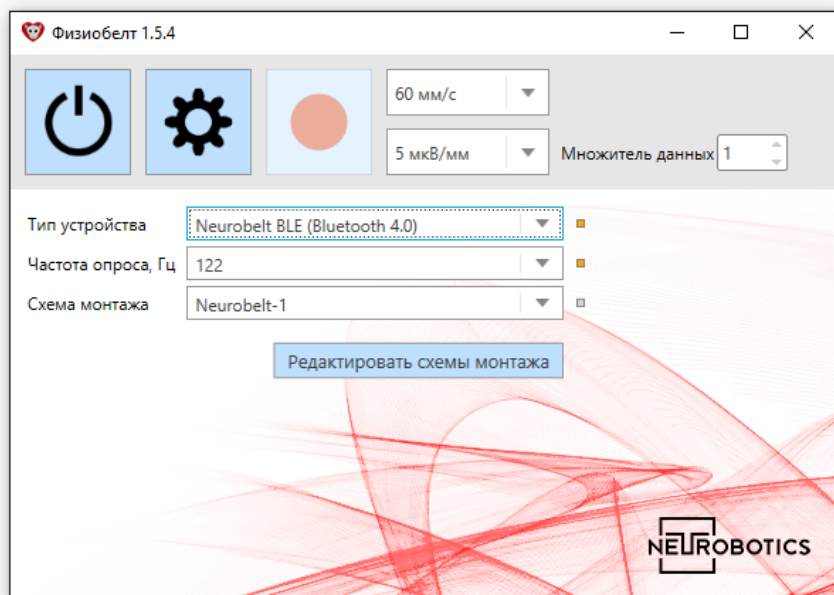 Физиобелт 1.5.4
60 мм/с
5 мкВ/мм
Множитель данных 1
Тип устройства Neurobelt BLE (Bluetooth 4.0)
Частота опроса, Гц 122
Схема монтажа Neurobelt-1
Редактировать схемы монтажа
NEUROBOTICS